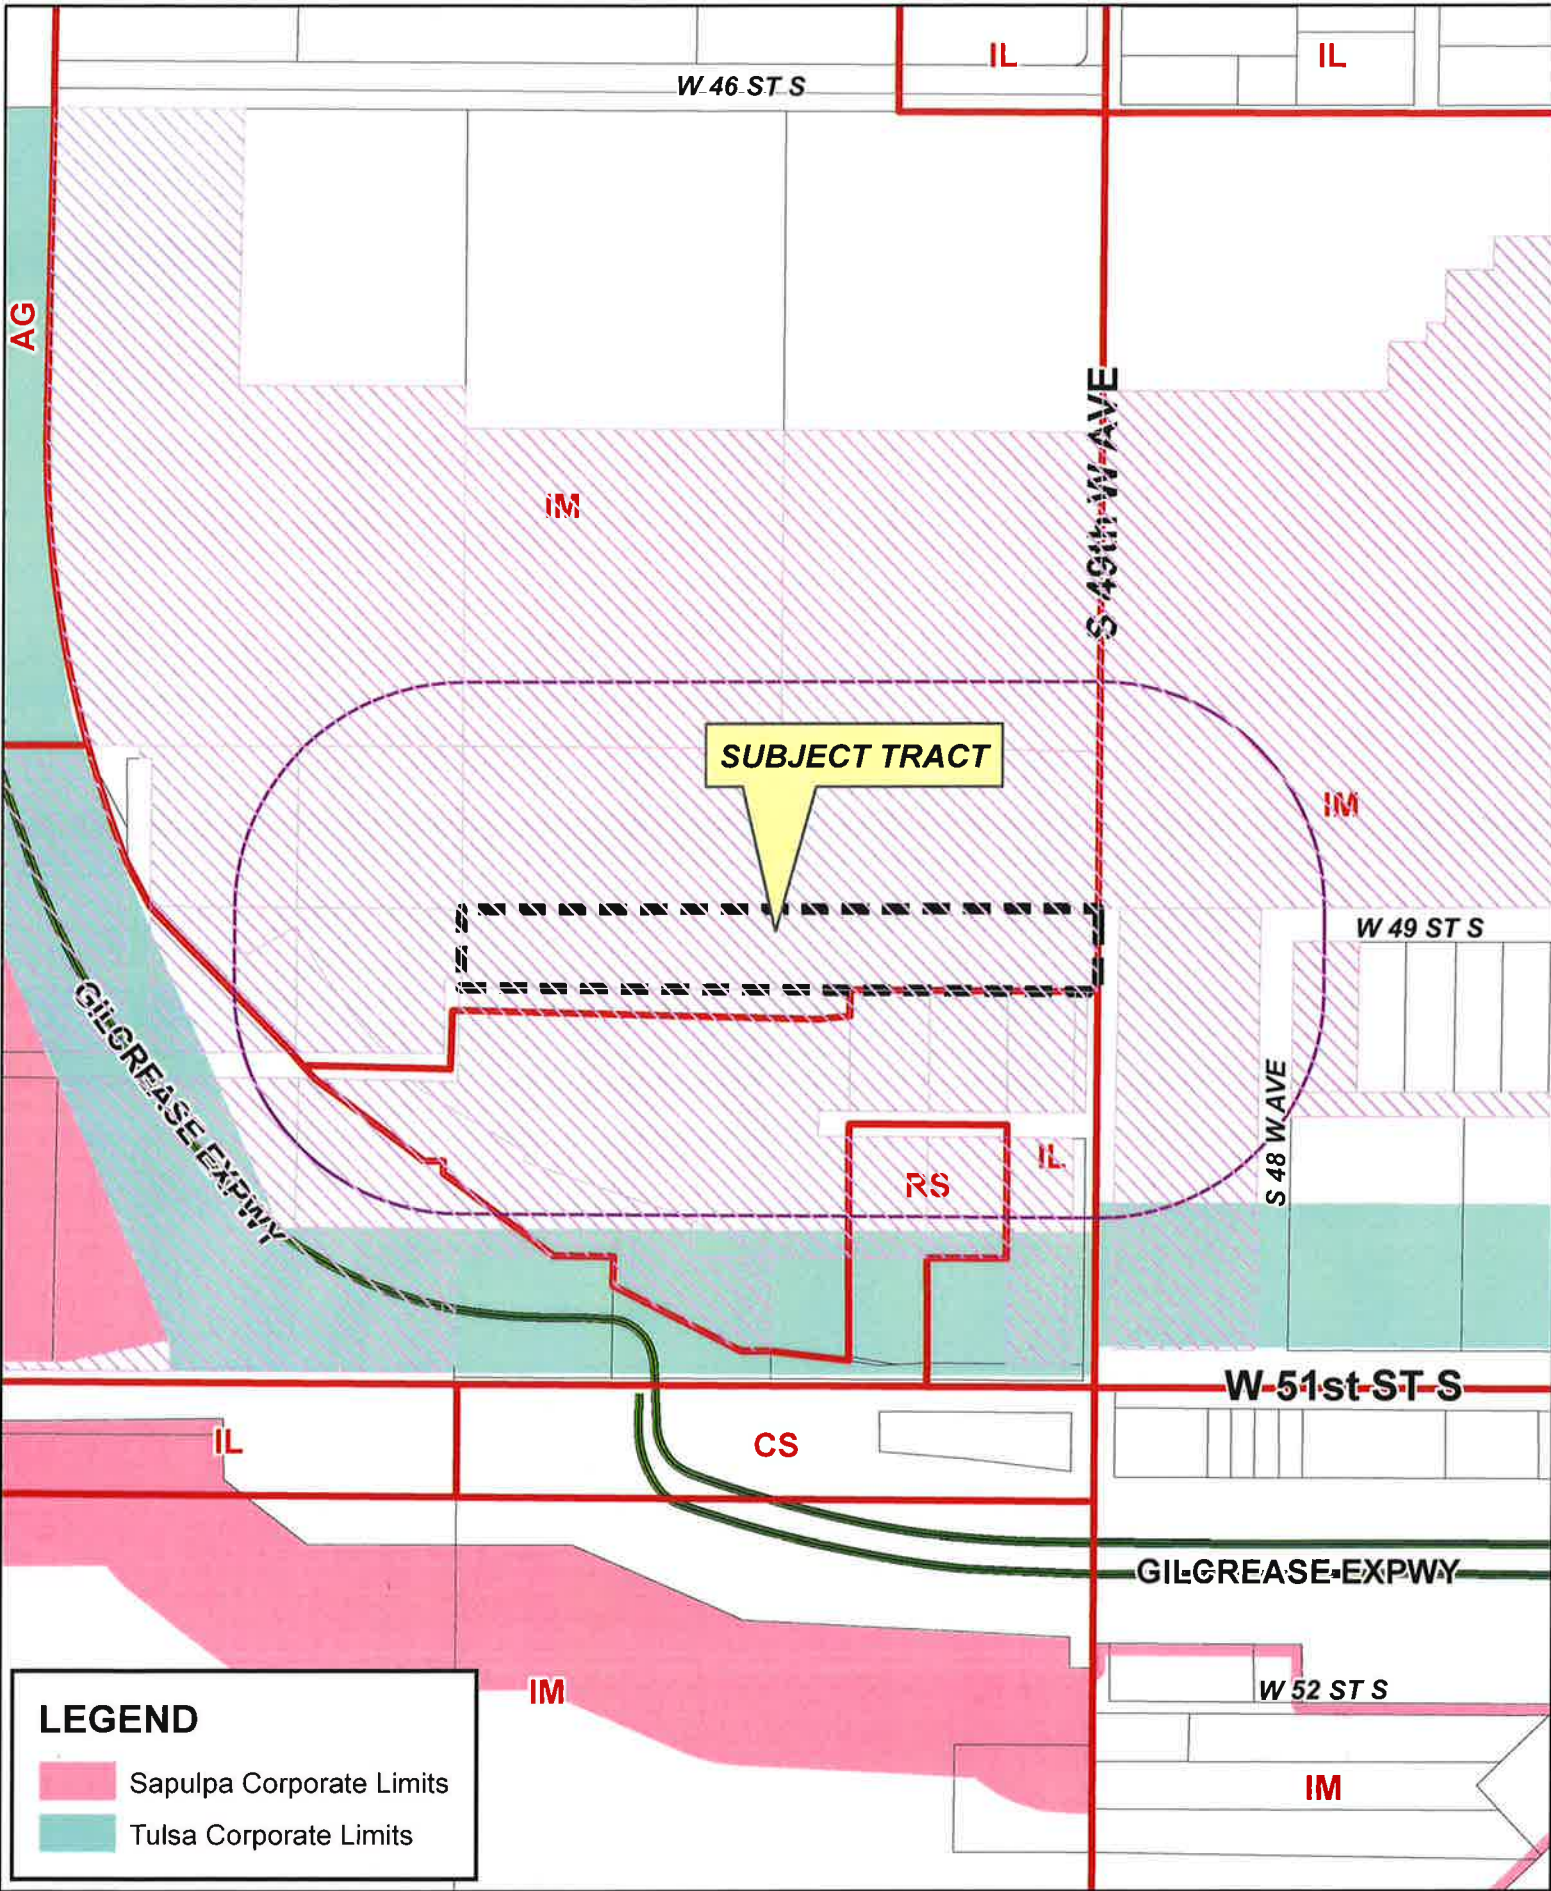 IL
IL
W 46 ST S
AG
S 49th W AVE
IM
SUBJECT TRACT
IM
W 49 ST S
GILCREASE EXPWY
S 48 W AVE
IL
RS
W 51st ST S
IL
CS
GILCREASE EXPWY
IM
W 52 ST S
IM
LEGEND
Sapulpa Corporate Limits
Tulsa Corporate Limits